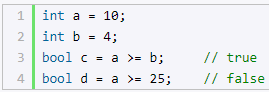 1 int a = 10;
2 int b = 4;
3 bool c = a >= b;     // true
4 bool d = a >= 25;    // false